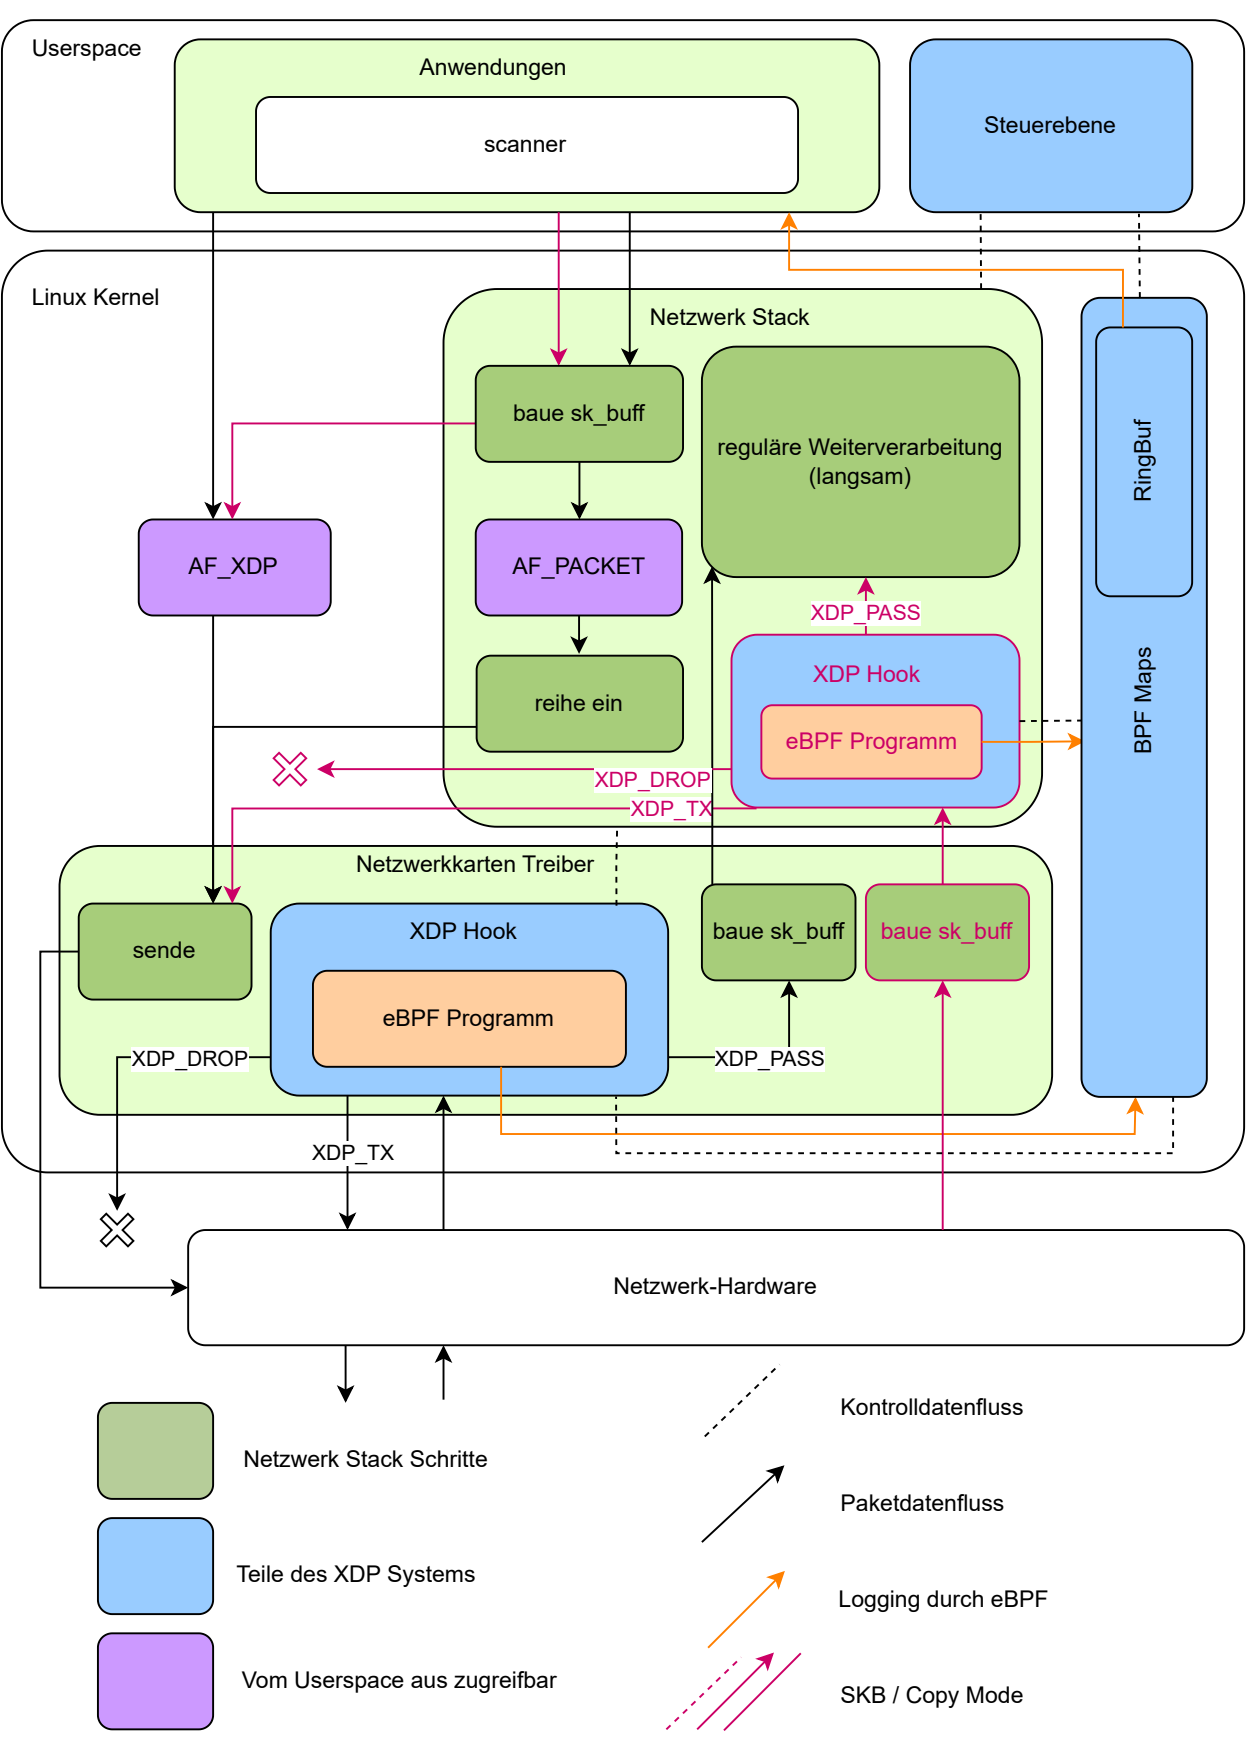 Userspace
Anwendungen
scanner
Steuerebene
Linux Kernel
Netzwerk Stack
baue sk_buff
reguläre Weiterverarbeitung
(langsam)
RingBuf
AF_XDP
AF_PACKET
XDP_PASS
XDP Hook
eBPF Programm
BPF Maps
reihe ein
XDP_DROP
XDP_TX
Netzwerkkarten Treiber
sende
XDP Hook
eBPF Programm
baue sk_buff
baue sk_buff
XDP_DROP
XDP_PASS
XDP_TX
Netzwerk-Hardware
Kontrolldatenfluss
Netzwerk Stack Schritte
Paketdatenfluss
Teile des XDP Systems
Logging durch eBPF
Vom Userspace aus zugreifbar
SKB / Copy Mode